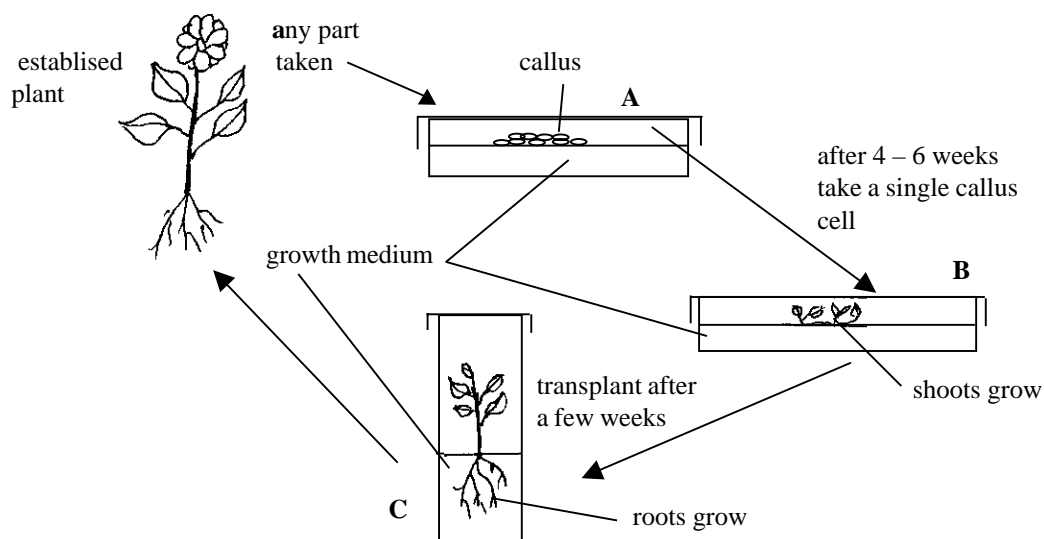 establised
plant
any part
taken
callus
A
after 4 – 6 weeks
take a single callus
cell
growth medium
B
transplant after
a few weeks
shoots grow
C
roots grow